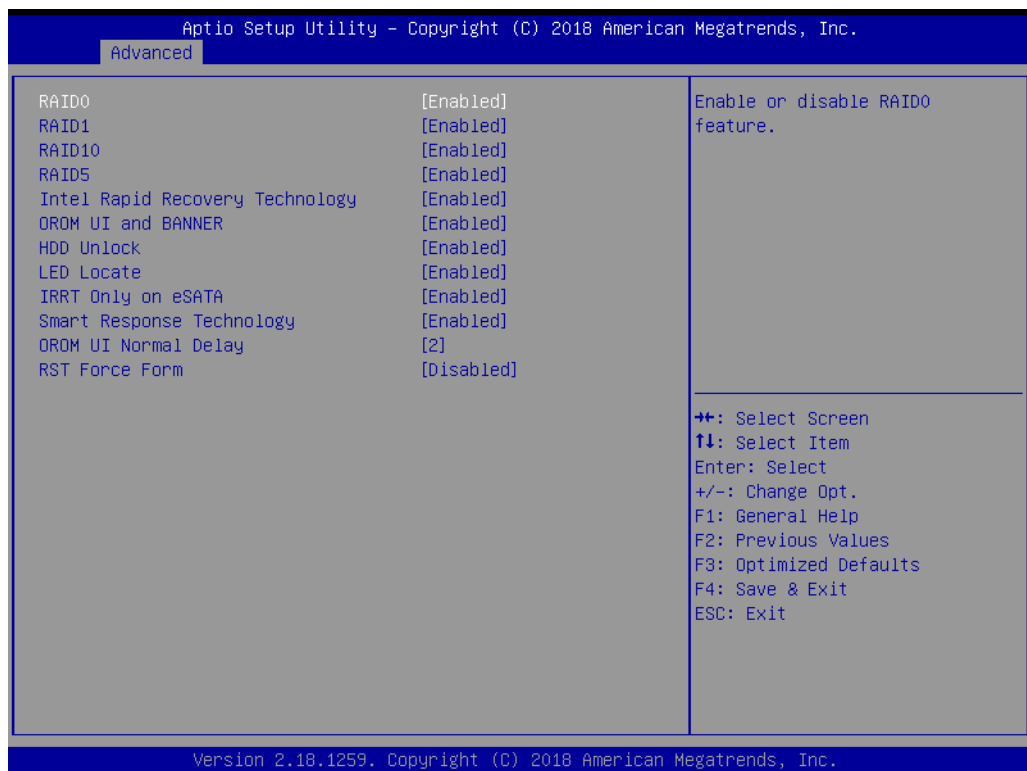 Aptio Setup Utility – Copyright (C) 2018 American Megatrends, Inc.
Advanced
RAID0 [Enabled]
RAID1 [Enabled]
RAID10 [Enabled]
RAID5 [Enabled]
Intel Rapid Recovery Technology [Enabled]
OROM UI and BANNER [Enabled]
HDD Unlock [Enabled]
LED Locate [Enabled]
IRRT Only on eSATA [Enabled]
Smart Response Technology [Enabled]
OROM UI Normal Delay [2]
RST Force Form [Disabled]
Enable or disable RAID0
feature.
→←: Select Screen
↑↓: Select Item
Enter: Select
+/-: Change Opt.
F1: General Help
F2: Previous Values
F3: Optimized Defaults
F4: Save & Exit
ESC: Exit
Version 2.18.1259. Copyright (C) 2018 American Megatrends, Inc.